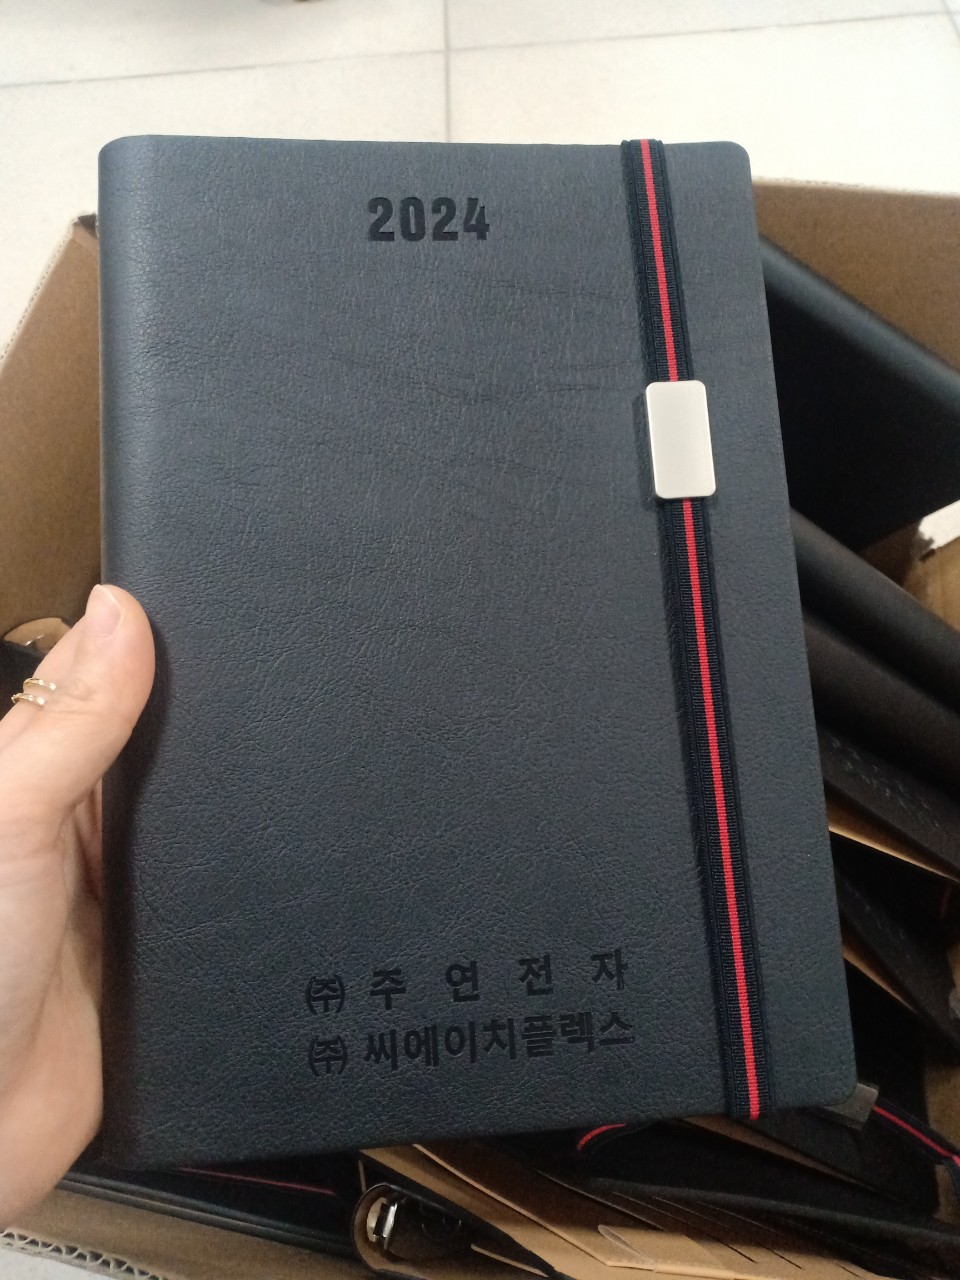 2024
㈜ 주 연 전 자
㈜ 씨에이치플렉스